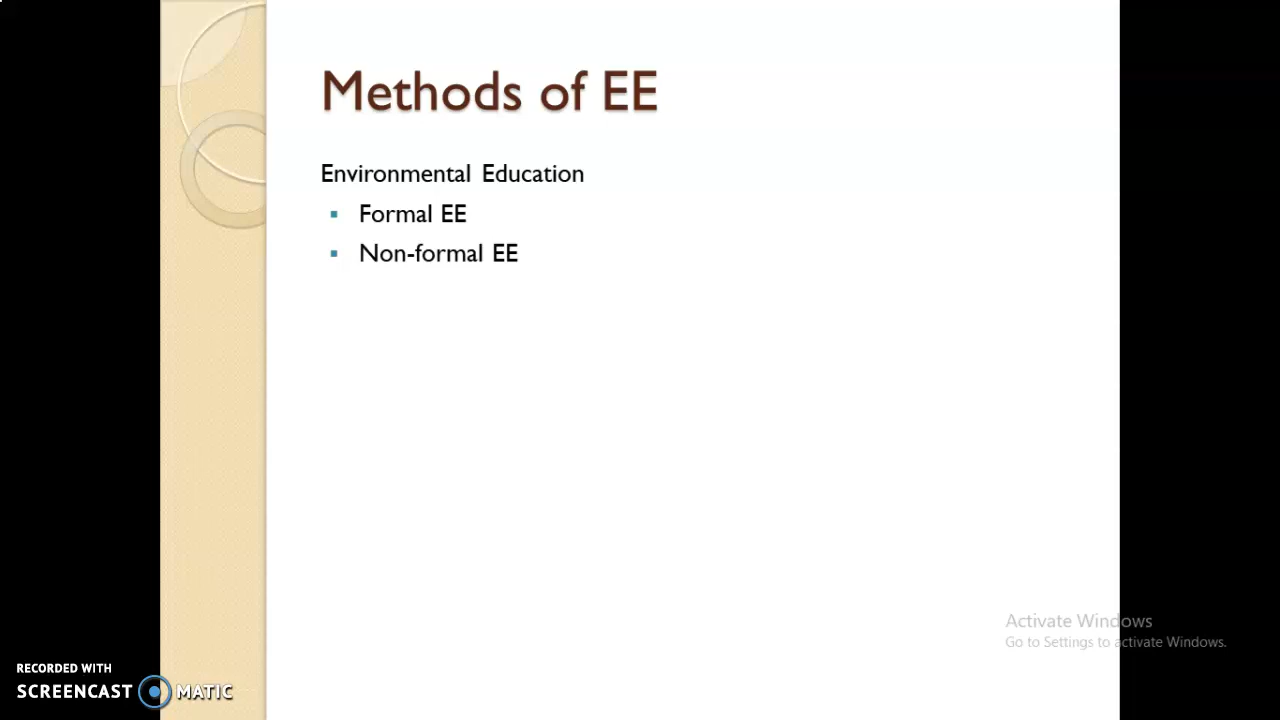 Methods of EE
Environmental Education
Formal EE
Non-formal EE
Activate Windows
Go to Settings to activate Windows.
RECORDED WITH
SCREENCAST MATIC